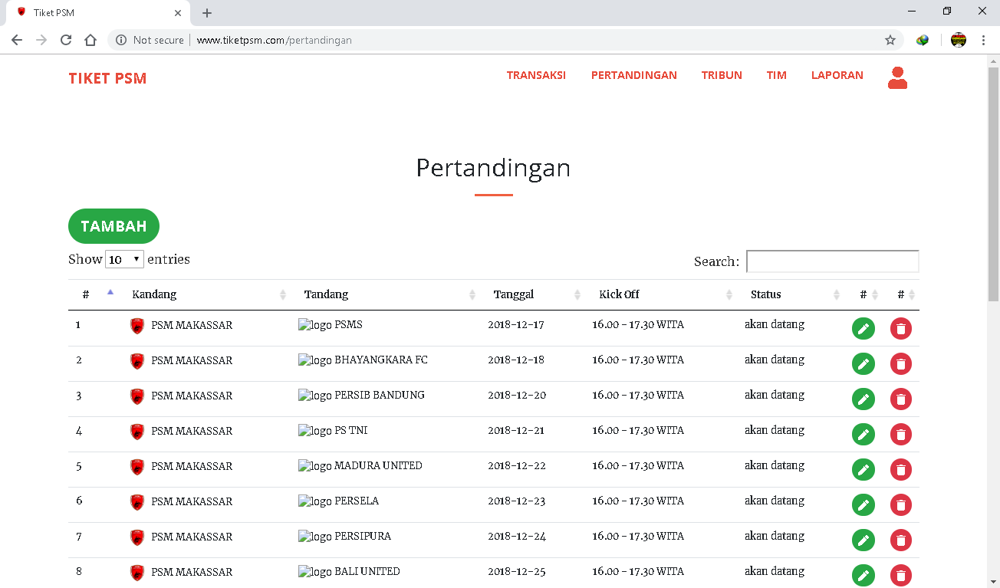 Tiket PSM
Not secure www.tiketpsm.com/pertandingan
TIKET PSM TRANSAKSI PERTANDINGAN TRIBUN TIM LAPORAN
Pertandingan
TAMBAH
Show 10 entries Search:
# Kandang Tandang Tanggal Kick Off Status # #
1 PSM MAKASSAR logo PSMS 2018-12-17 16.00 - 17.30 WITA akan datang
2 PSM MAKASSAR logo BHAYANGKARA FC 2018-12-18 16.00 - 17.30 WITA akan datang
3 PSM MAKASSAR logo PERSIB BANDUNG 2018-12-20 16.00 - 17.30 WITA akan datang
4 PSM MAKASSAR logo PS TNI 2018-12-21 16.00 - 17.30 WITA akan datang
5 PSM MAKASSAR logo MADURA UNITED 2018-12-22 16.00 - 17.30 WITA akan datang
6 PSM MAKASSAR logo PERSELA 2018-12-23 16.00 - 17.30 WITA akan datang
7 PSM MAKASSAR logo PERSIPURA 2018-12-24 16.00 - 17.30 WITA akan datang
8 PSM MAKASSAR logo BALI UNITED 2018-12-25 16.00 - 17.30 WITA akan datang